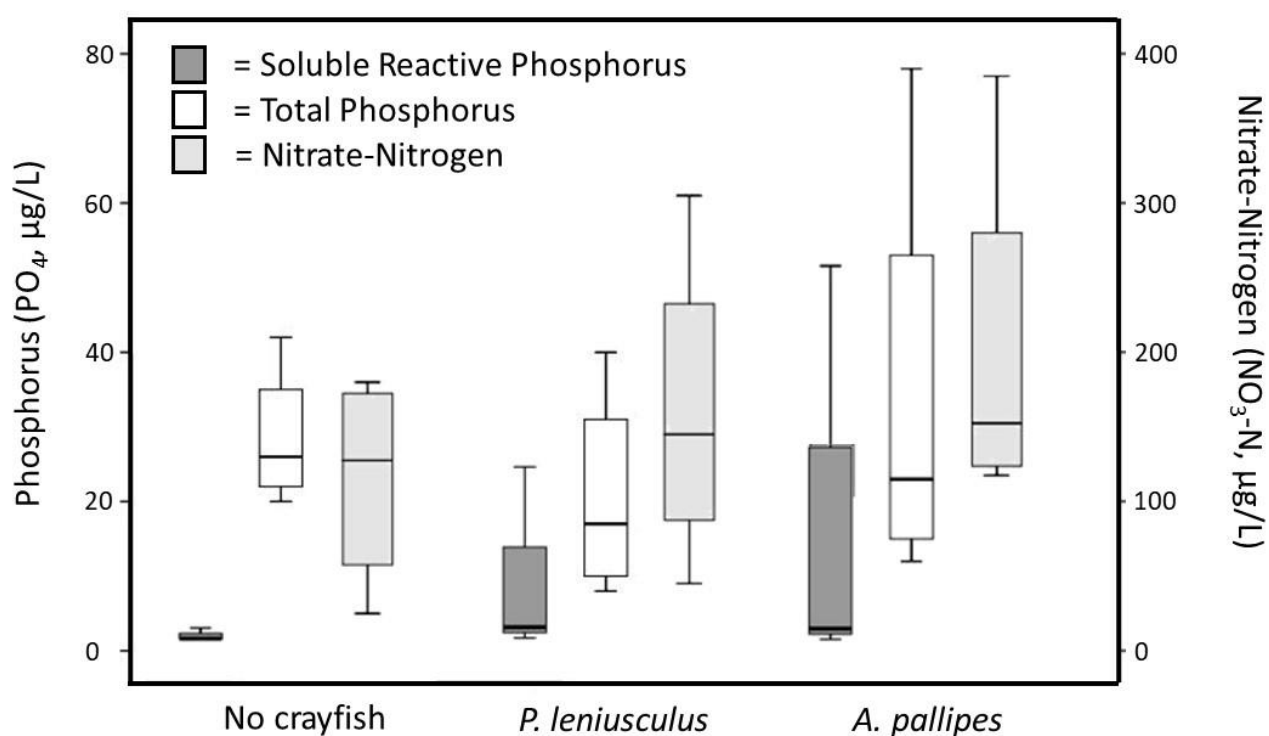 80
60
40
20
0
Phosphorus (PO₄, µg/L)
= Soluble Reactive Phosphorus
= Total Phosphorus
= Nitrate-Nitrogen
400
300
200
100
0
Nitrate-Nitrogen (NO₃-N, µg/L)
No crayfish
P. leniusculus
A. pallipes